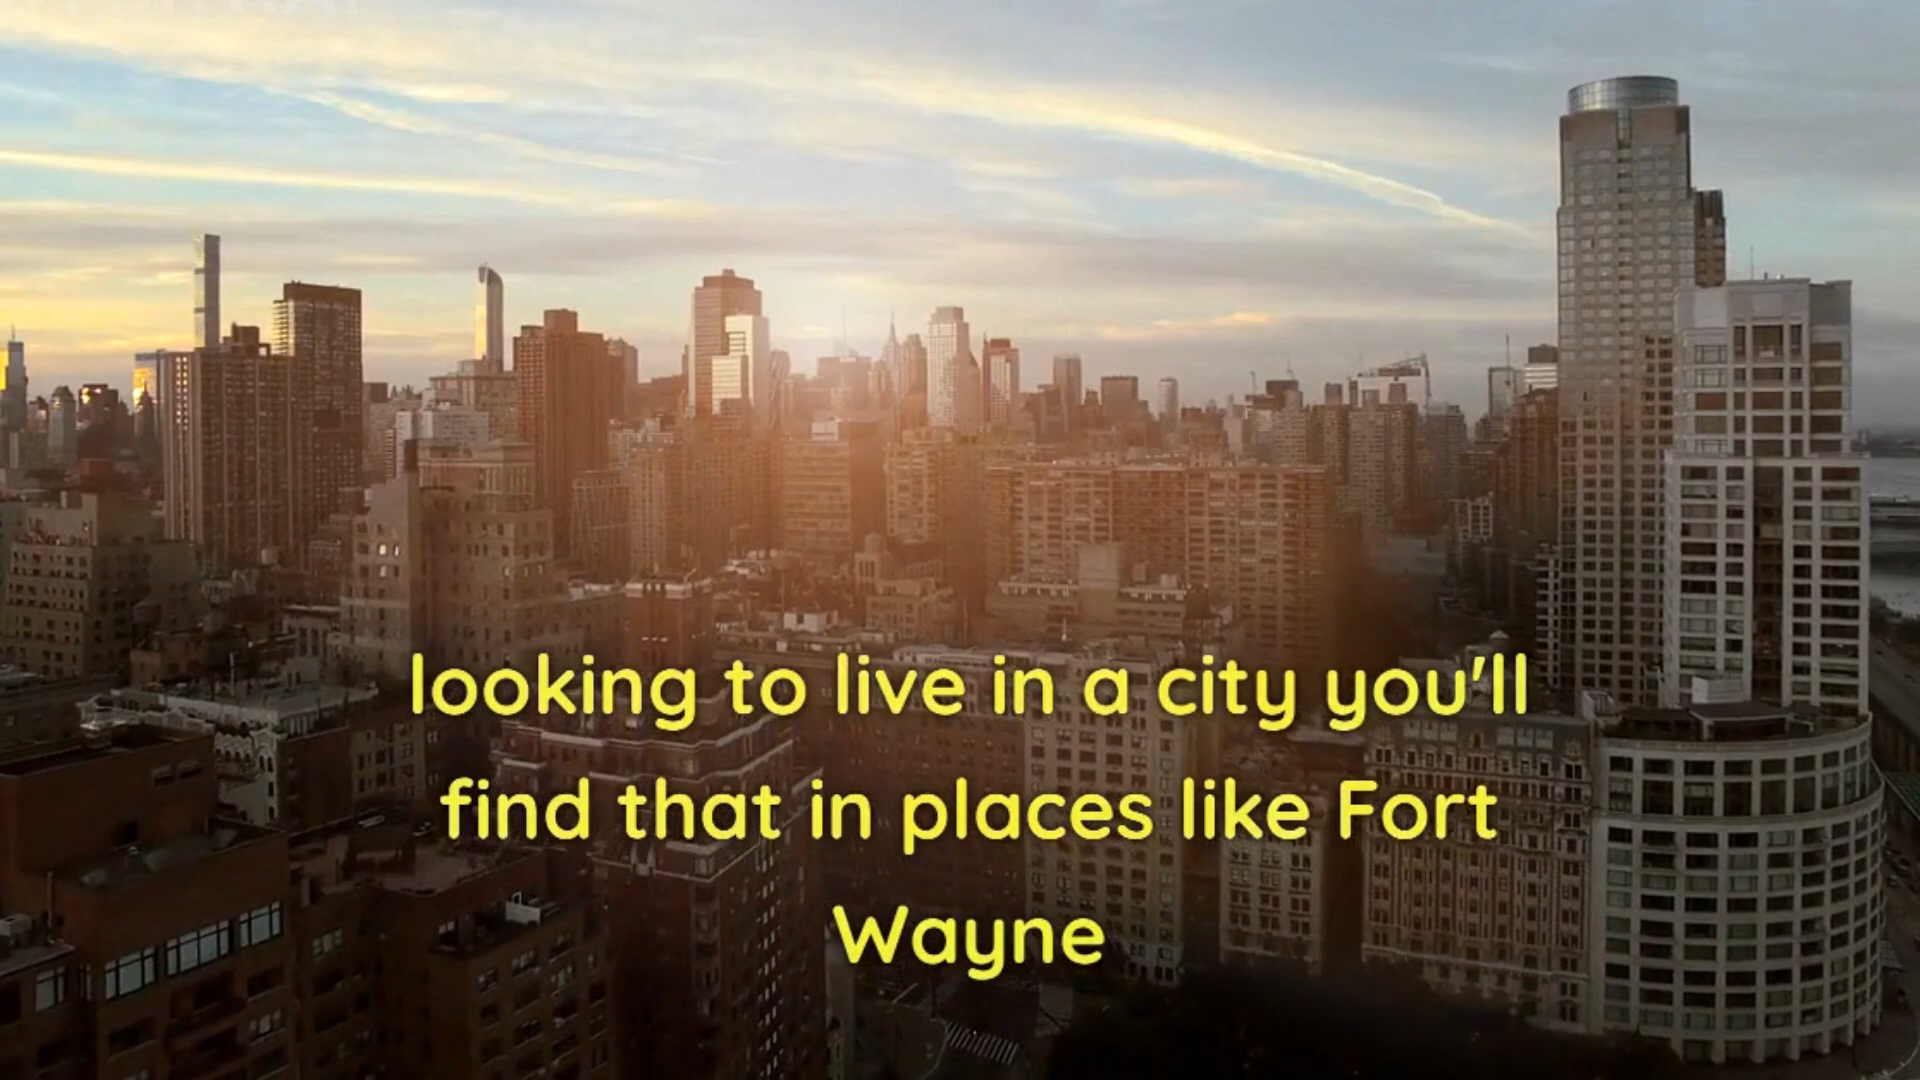 looking to live in a city you'll
find that in places like Fort
Wayne